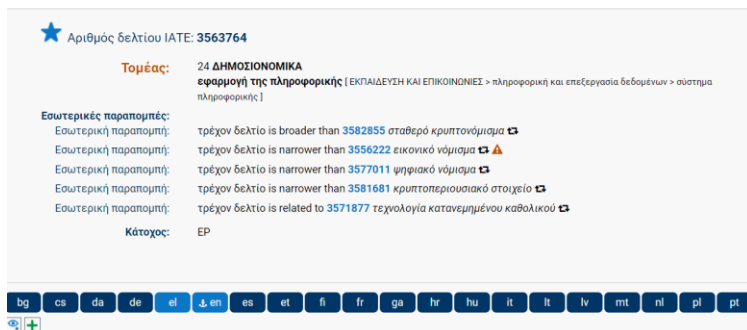 Αριθμός δελτίου IATE: 3563764
Τομέας: 24 ΔΗΜΟΣΙΟΝΟΜΙΚΑ
εφαρμογή της πληροφορικής [ ΕΚΠΑΙΔΕΥΣΗ ΚΑΙ ΕΠΙΚΟΙΝΩΝΙΕΣ > πληροφορική και επεξεργασία δεδομένων > σύστημα
πληροφορικής ]
Εσωτερικές παραπομπές:
Εσωτερική παραπομπή: τρέχον δελτίο is broader than 3582855 σταθερό κρυπτονόμισμα
Εσωτερική παραπομπή: τρέχον δελτίο is narrower than 3556222 εικονικό νόμισμα
Εσωτερική παραπομπή: τρέχον δελτίο is narrower than 3577011 ψηφιακό νόμισμα
Εσωτερική παραπομπή: τρέχον δελτίο is narrower than 3581681 κρυπτοπεριουσιακό στοιχείο
Εσωτερική παραπομπή: τρέχον δελτίο is related to 3571877 τεχνολογία κατανεμημένου καθολικού
Κάτοχος: EP
bg cs da de el en es et fi fr ga hr hu it lt lv mt nl pl pt